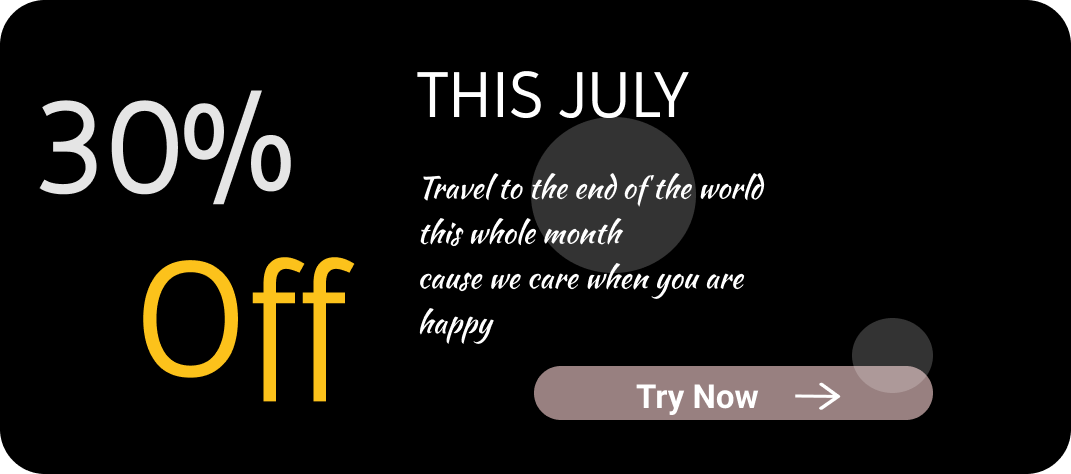 30%
Off
THIS JULY
Travel to the end of the world
this whole month
cause we care when you are
happy
Try Now